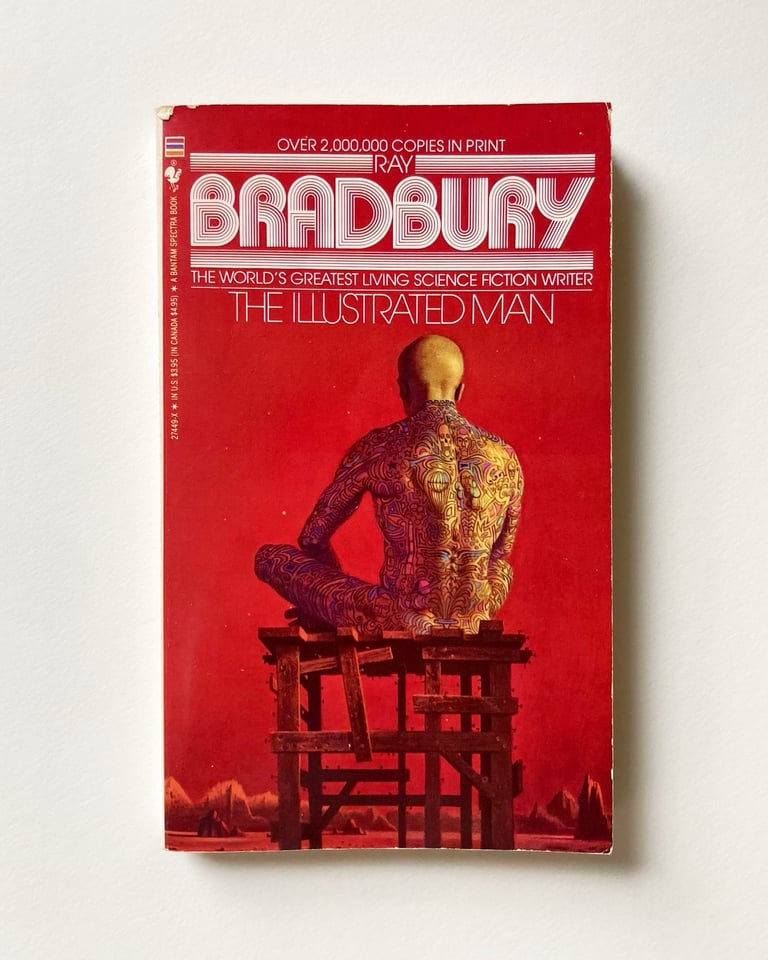 OVER 2,000,000 COPIES IN PRINT
RAY
BRADBURY
THE WORLD'S GREATEST LIVING SCIENCE FICTION WRITER
THE ILLUSTRATED MAN
27449-X ★ IN U.S. $3.95 (IN CANADA $4.95) ★ A BANTAM SPECTRA BOOK
®